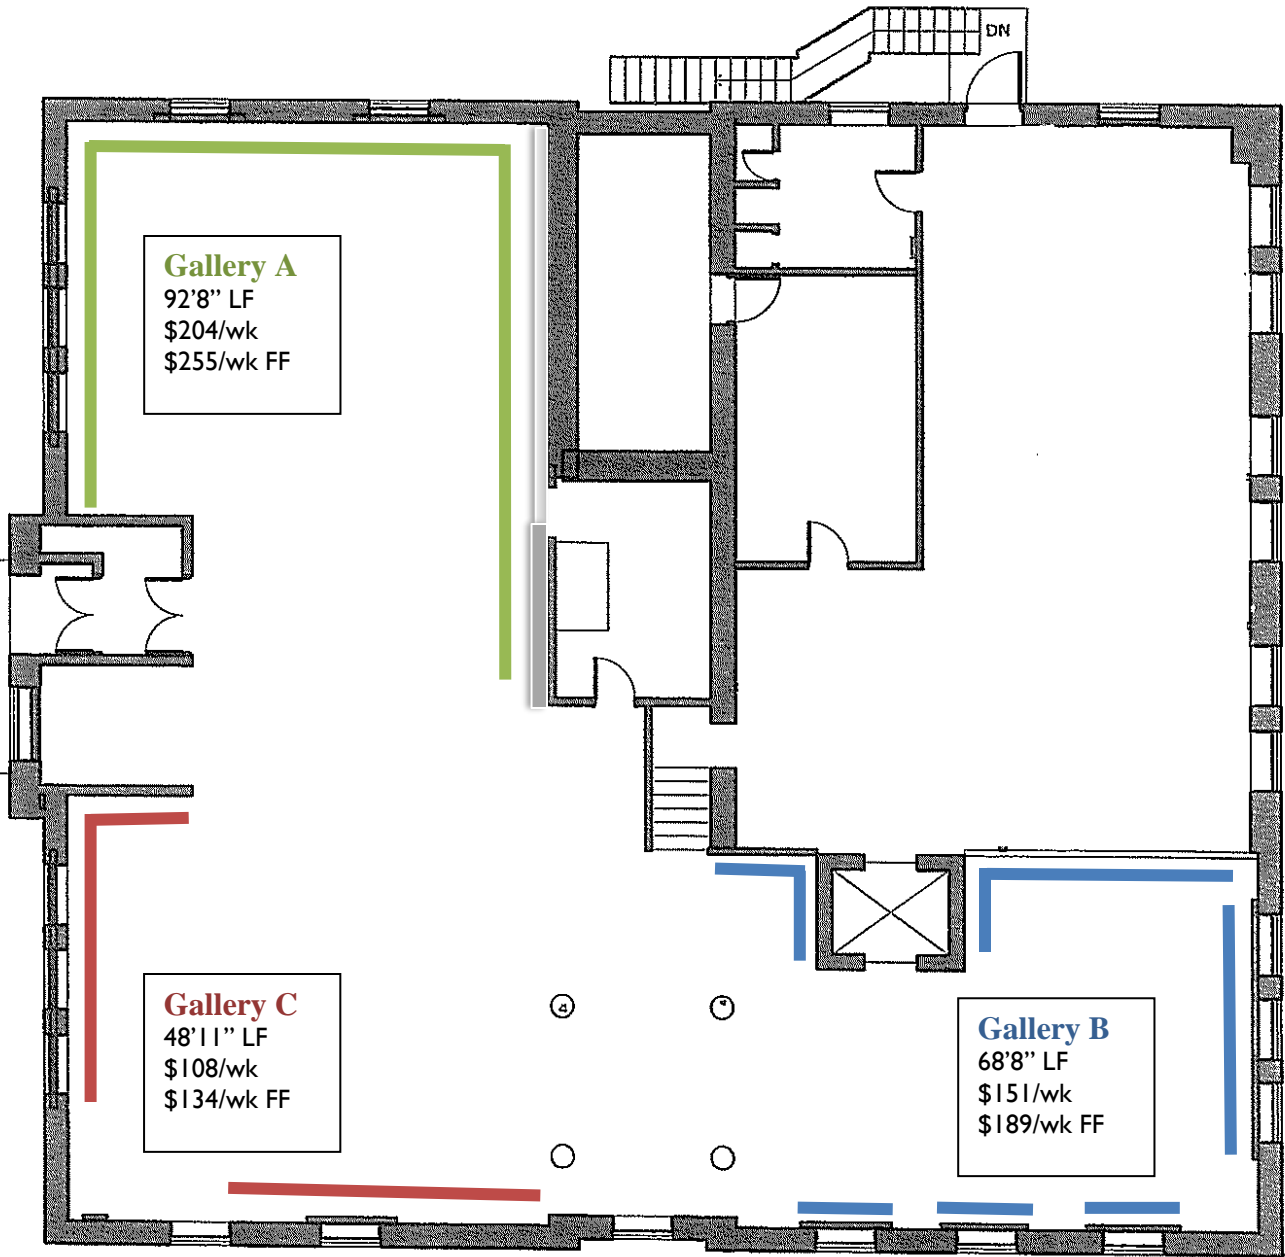 DN
Gallery A
92’8” LF
$204/wk
$255/wk FF
Gallery C
48’11” LF
$108/wk
$134/wk FF
Gallery B
68’8” LF
$151/wk
$189/wk FF